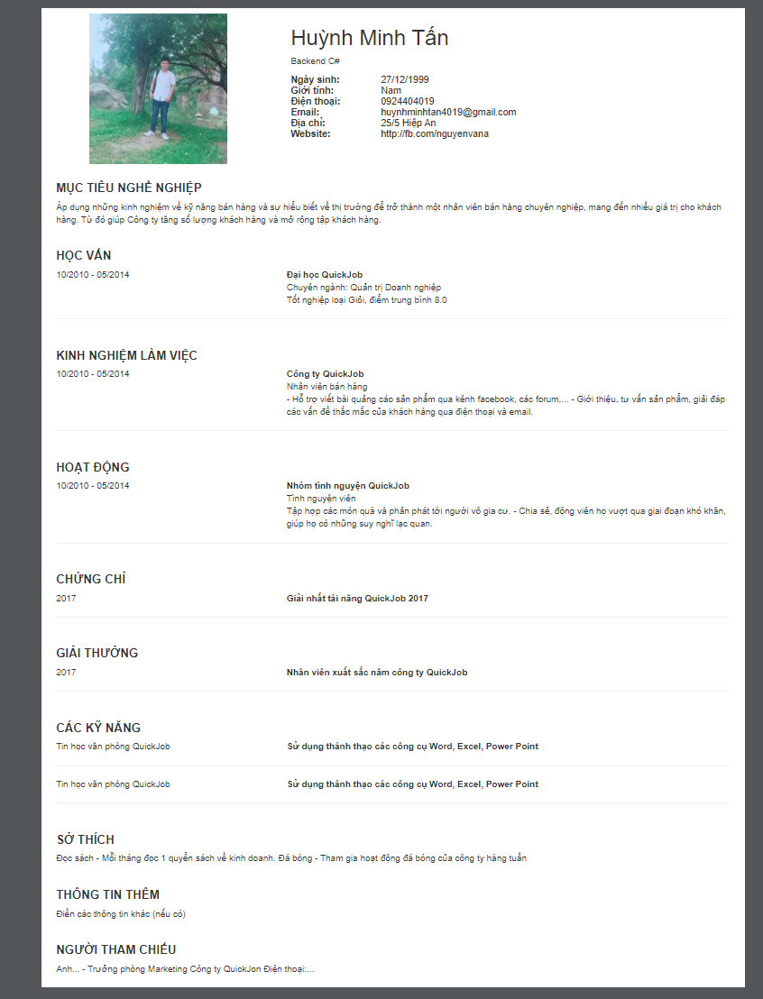 Huỳnh Minh Tấn
Backend C#
Ngày sinh: 27/12/1999
Giới tính: Nam
Điện thoại: 0924404019
Email: huynhminhtan4019@gmail.com
Địa chỉ: 25/5 Hiệp An
Website: http://fb.com/nguyenvana
MỤC TIÊU NGHỀ NGHIỆP
Áp dụng những kinh nghiệm về kỹ năng bán hàng và sự hiểu biết về thị trường để trở thành một nhân viên bán hàng chuyên nghiệp, mang đến nhiều giá trị cho khách
hàng. Từ đó giúp Công ty tăng số lượng khách hàng và mở rộng tập khách hàng.
HỌC VẤN
10/2010 - 05/2014 Đại học QuickJob
Chuyên ngành: Quản trị Doanh nghiệp
Tốt nghiệp loại Giỏi, điểm trung bình 8.0
KINH NGHIỆM LÀM VIỆC
10/2010 - 05/2014 Công ty QuickJob
Nhân viên bán hàng
- Hỗ trợ viết bài quảng cáo sản phẩm qua kênh facebook, các forum,... - Giới thiệu, tư vấn sản phẩm, giải đáp
các vấn đề thắc mắc của khách hàng qua điện thoại và email.
HOẠT ĐỘNG
10/2010 - 05/2014 Nhóm tình nguyện QuickJob
Tình nguyện viên
Tập hợp các món quà và phân phát tới người vô gia cư. - Chia sẻ, động viên họ vượt qua giai đoạn khó khăn,
giúp họ có những suy nghĩ lạc quan.
CHỨNG CHỈ
2017 Giải nhất tài năng QuickJob 2017
GIẢI THƯỞNG
2017 Nhân viên xuất sắc năm công ty QuickJob
CÁC KỸ NĂNG
Tin học văn phòng QuickJob Sử dụng thành thạo các công cụ Word, Excel, Power Point
Tin học văn phòng QuickJob Sử dụng thành thạo các công cụ Word, Excel, Power Point
SỞ THÍCH
Đọc sách - Mỗi tháng đọc 1 quyển sách về kinh doanh. Đá bóng - Tham gia hoạt động đá bóng của công ty hàng tuần
THÔNG TIN THÊM
Điền các thông tin khác (nếu có)
NGƯỜI THAM CHIẾU
Anh... - Trưởng phòng Marketing Công ty QuickJon Điện thoại:...